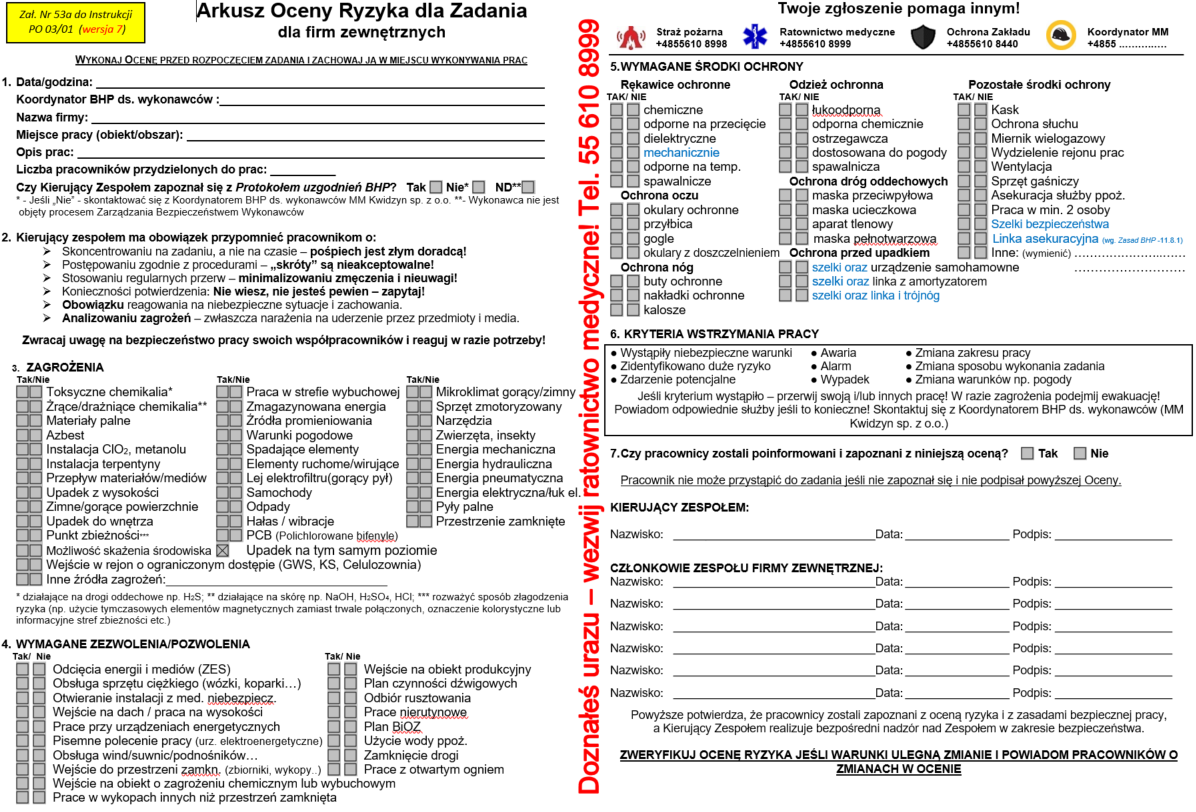 Zał. Nr 53a do Instrukcji
PO 03/01 (wersja 7)
Arkusz Oceny Ryzyka dla Zadania
dla firm zewnętrznych
WYKONAJ OCENĘ PRZED ROZPOCZĘCIEM ZADANIA I ZACHOWAJ JĄ W MIEJSCU WYKONYWANIA PRAC
1. Data/godzina:
Koordynator BHP ds. wykonawców :
Nazwa firmy:
Miejsce pracy (obiekt/obszar):
Opis prac:
Liczba pracowników przydzielonych do prac:
Czy Kierujący Zespołem zapoznał się z Protokołem uzgodnień BHP? Tak Nie* ND**
* - Jeśli „Nie” - skontaktować się z Koordynatorem BHP ds. wykonawców MM Kwidzyn sp. z o.o. **- Wykonawca nie jest
objęty procesem Zarządzania Bezpieczeństwem Wykonawców
2. Kierujący zespołem ma obowiązek przypomnieć pracownikom o:
Skoncentrowaniu na zadaniu, a nie na czasie – pośpiech jest złym doradcą!
Postępowaniu zgodnie z procedurami – „skróty” są nieakceptowalne!
Stosowaniu regularnych przerw – minimalizowaniu zmęczenia i nieuwagi!
Konieczności potwierdzenia: Nie wiesz, nie jesteś pewien – zapytaj!
Obowiązku reagowania na niebezpieczne sytuacje i zachowania.
Analizowaniu zagrożeń – zwłaszcza narażenia na uderzenie przez przedmioty i media.
Zwracaj uwagę na bezpieczeństwo pracy swoich współpracowników i reaguj w razie potrzeby!
3. ZAGROŻENIA
Tak/Nie Tak/Nie Tak/Nie
Toksyczne chemikalia* Praca w strefie wybuchowej Mikroklimat gorący/zimny
Żrące/drażniące chemikalia** Zmagazynowana energia Sprzęt zmotoryzowany
Materiały palne Źródła promieniowania Narzędzia
Azbest Warunki pogodowe Zwierzęta, insekty
Instalacja ClO₂, metanolu Spadające elementy Energia mechaniczna
Instalacja terpentyny Elementy ruchome/wirujące Energia hydrauliczna
Przepływ materiałów/mediów Lej elektrofiltru(gorący pył) Energia pneumatyczna
Upadek z wysokości Samochody Energia elektryczna/łuk el.
Zimne/gorące powierzchnie Odpady Pyły palne
Upadek do wnętrza Hałas / wibracje Przestrzenie zamknięte
Punkt zbieżności*** PCB (Polichlorowane bifenyle)
Możliwość skażenia środowiska Upadek na tym samym poziomie
Wejście w rejon o ograniczonym dostępie (GWS, KS, Celulozownia)
Inne źródła zagrożeń:
* działające na drogi oddechowe np. H₂S; ** działające na skórę np. NaOH, H₂SO₄, HCl; *** rozważyć sposób złagodzenia
ryzyka (np. użycie tymczasowych elementów magnetycznych zamiast trwale połączonych, oznaczenie kolorystyczne lub
informacyjne stref zbieżności etc.)
4. WYMAGANE ZEZWOLENIA/POZWOLENIA
Tak/ Nie Tak/ Nie
Odcięcia energii i mediów (ZES) Wejście na obiekt produkcyjny
Obsługa sprzętu ciężkiego (wózki, koparki…) Plan czynności dźwigowych
Otwieranie instalacji z med. niebezpiecz. Odbiór rusztowania
Wejście na dach / praca na wysokości Prace nierutynowe
Prace przy urządzeniach energetycznych Plan BiOZ
Pisemne polecenie pracy (urz. elektroenergetyczne) Użycie wody ppoż.
Obsługa wind/suwnic/podnośników… Zamknięcie drogi
Wejście do przestrzeni zamkn. (zbiorniki, wykopy..) Prace z otwartym ogniem
Wejście na obiekt o zagrożeniu chemicznym lub wybuchowym
Prace w wykopach innych niż przestrzeń zamknięta
Doznałeś urazu – wezwij ratownictwo medyczne! Tel. 55 610 8999
Twoje zgłoszenie pomaga innym!
Straż pożarna Ratownictwo medyczne Ochrona Zakładu Koordynator MM
+4855610 8998 +4855610 8999 +4855610 8440 +4855 …………..
5.WYMAGANE ŚRODKI OCHRONY
Rękawice ochronne Odzież ochronna Pozostałe środki ochrony
TAK/ NIE TAK/ NIE TAK/ NIE
chemiczne łukoodporna Kask
odporne na przecięcie odporna chemicznie Ochrona słuchu
dielektryczne ostrzegawcza Miernik wielogazowy
mechanicznie dostosowana do pogody Wydzielenie rejonu prac
odporne na temp. spawalnicza Wentylacja
spawalnicze Ochrona dróg oddechowych Sprzęt gaśniczy
Ochrona oczu maska przeciwpyłowa Asekuracja służby ppoż.
okulary ochronne maska ucieczkowa Praca w min. 2 osoby
przyłbica aparat tlenowy Szelki bezpieczeństwa
gogle maska pełnotwarzowa Linka asekuracyjna (wg. Zasad BHP -11.8.1)
okulary z doszczelnieniem Ochrona przed upadkiem Inne: (wymienić) ……………………
Ochrona nóg szelki oraz urządzenie samohamowne ………………………
buty ochronne szelki oraz linka z amortyzatorem
nakładki ochronne szelki oraz linka i trójnóg
kalosze
6. KRYTERIA WSTRZYMANIA PRACY
● Wystąpiły niebezpieczne warunki ● Awaria ● Zmiana zakresu pracy
● Zidentyfikowano duże ryzyko ● Alarm ● Zmiana sposobu wykonania zadania
● Zdarzenie potencjalne ● Wypadek ● Zmiana warunków np. pogody
Jeśli kryterium wystąpiło – przerwij swoją i/lub innych pracę! W razie zagrożenia podejmij ewakuację!
Powiadom odpowiednie służby jeśli to konieczne! Skontaktuj się z Koordynatorem BHP ds. wykonawców (MM
Kwidzyn sp. z o.o.)
7.Czy pracownicy zostali poinformowani i zapoznani z niniejszą oceną? Tak Nie
Pracownik nie może przystąpić do zadania jeśli nie zapoznał się i nie podpisał powyższej Oceny.
KIERUJĄCY ZESPOŁEM:
Nazwisko: Data: Podpis:
CZŁONKOWIE ZESPOŁU FIRMY ZEWNĘTRZNEJ:
Nazwisko: Data: Podpis:
Nazwisko: Data: Podpis:
Nazwisko: Data: Podpis:
Nazwisko: Data: Podpis:
Nazwisko: Data: Podpis:
Nazwisko: Data: Podpis:
Powyższe potwierdza, że pracownicy zostali zapoznani z oceną ryzyka i z zasadami bezpiecznej pracy,
a Kierujący Zespołem realizuje bezpośredni nadzór nad Zespołem w zakresie bezpieczeństwa.
ZWERYFIKUJ OCENĘ RYZYKA JEŚLI WARUNKI ULEGNĄ ZMIANIE I POWIADOM PRACOWNIKÓW O
ZMIANACH W OCENIE